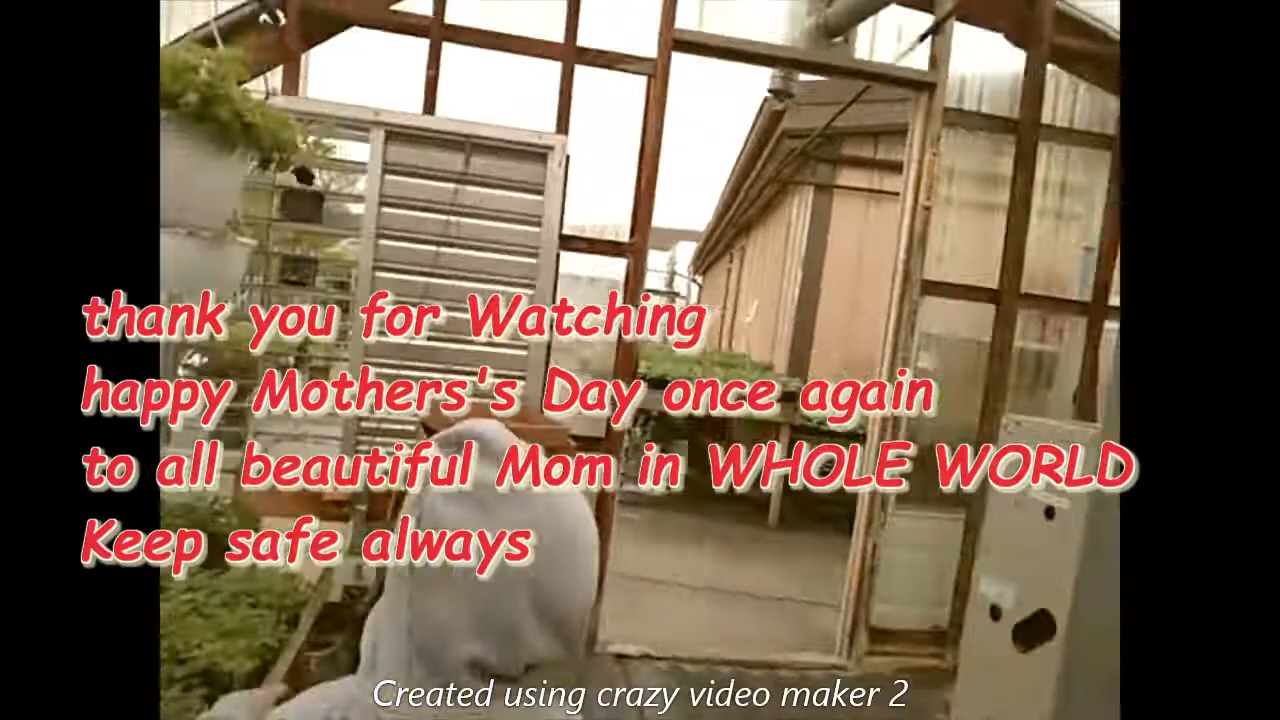 thank you for Watching
happy Mothers's Day once again
to all beautiful Mom in WHOLE WORLD
Keep safe always
Created using crazy video maker 2